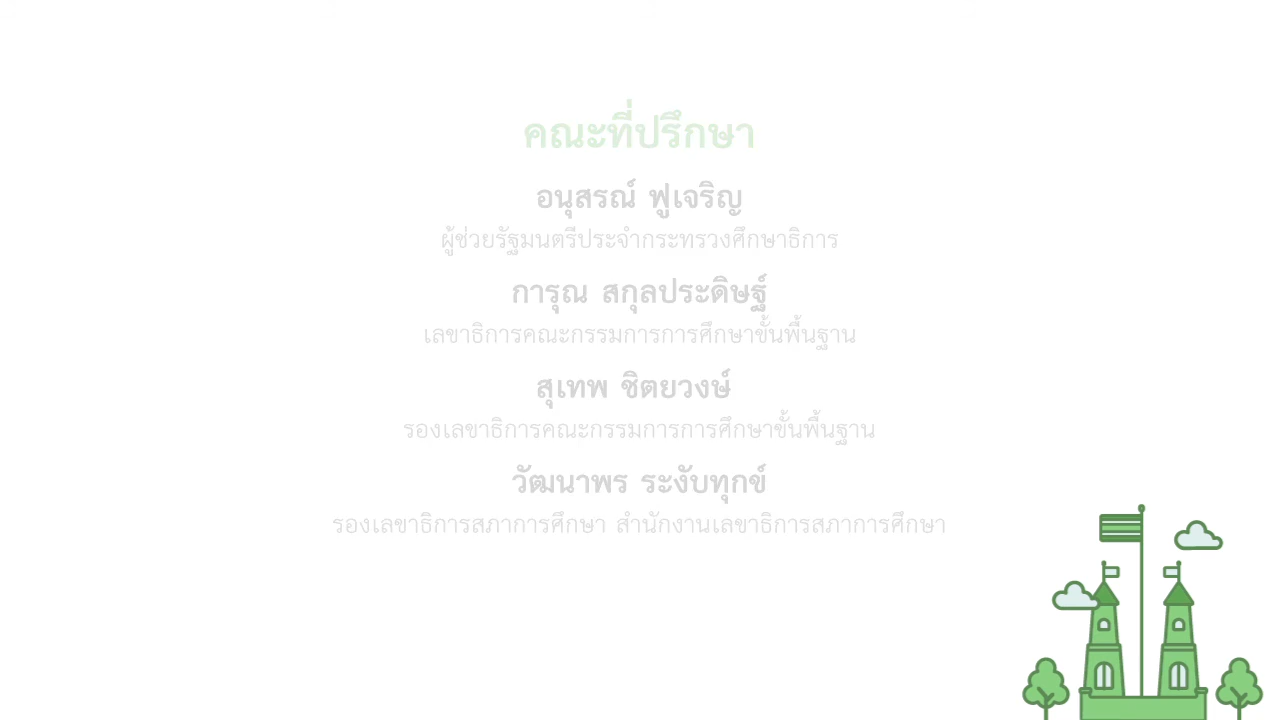 คณะที่ปรึกษา
อนุสรณ์ ฟูเจริญ
ผู้ช่วยรัฐมนตรีประจำกระทรวงศึกษาธิการ
การุณ สกุลประดิษฐ์
เลขาธิการคณะกรรมการการศึกษาขั้นพื้นฐาน
สุเทพ ชิตยวงษ์
รองเลขาธิการคณะกรรมการการศึกษาขั้นพื้นฐาน
วัฒนาพร ระงับทุกข์
รองเลขาธิการสภาการศึกษา สำนักงานเลขาธิการสภาการศึกษา